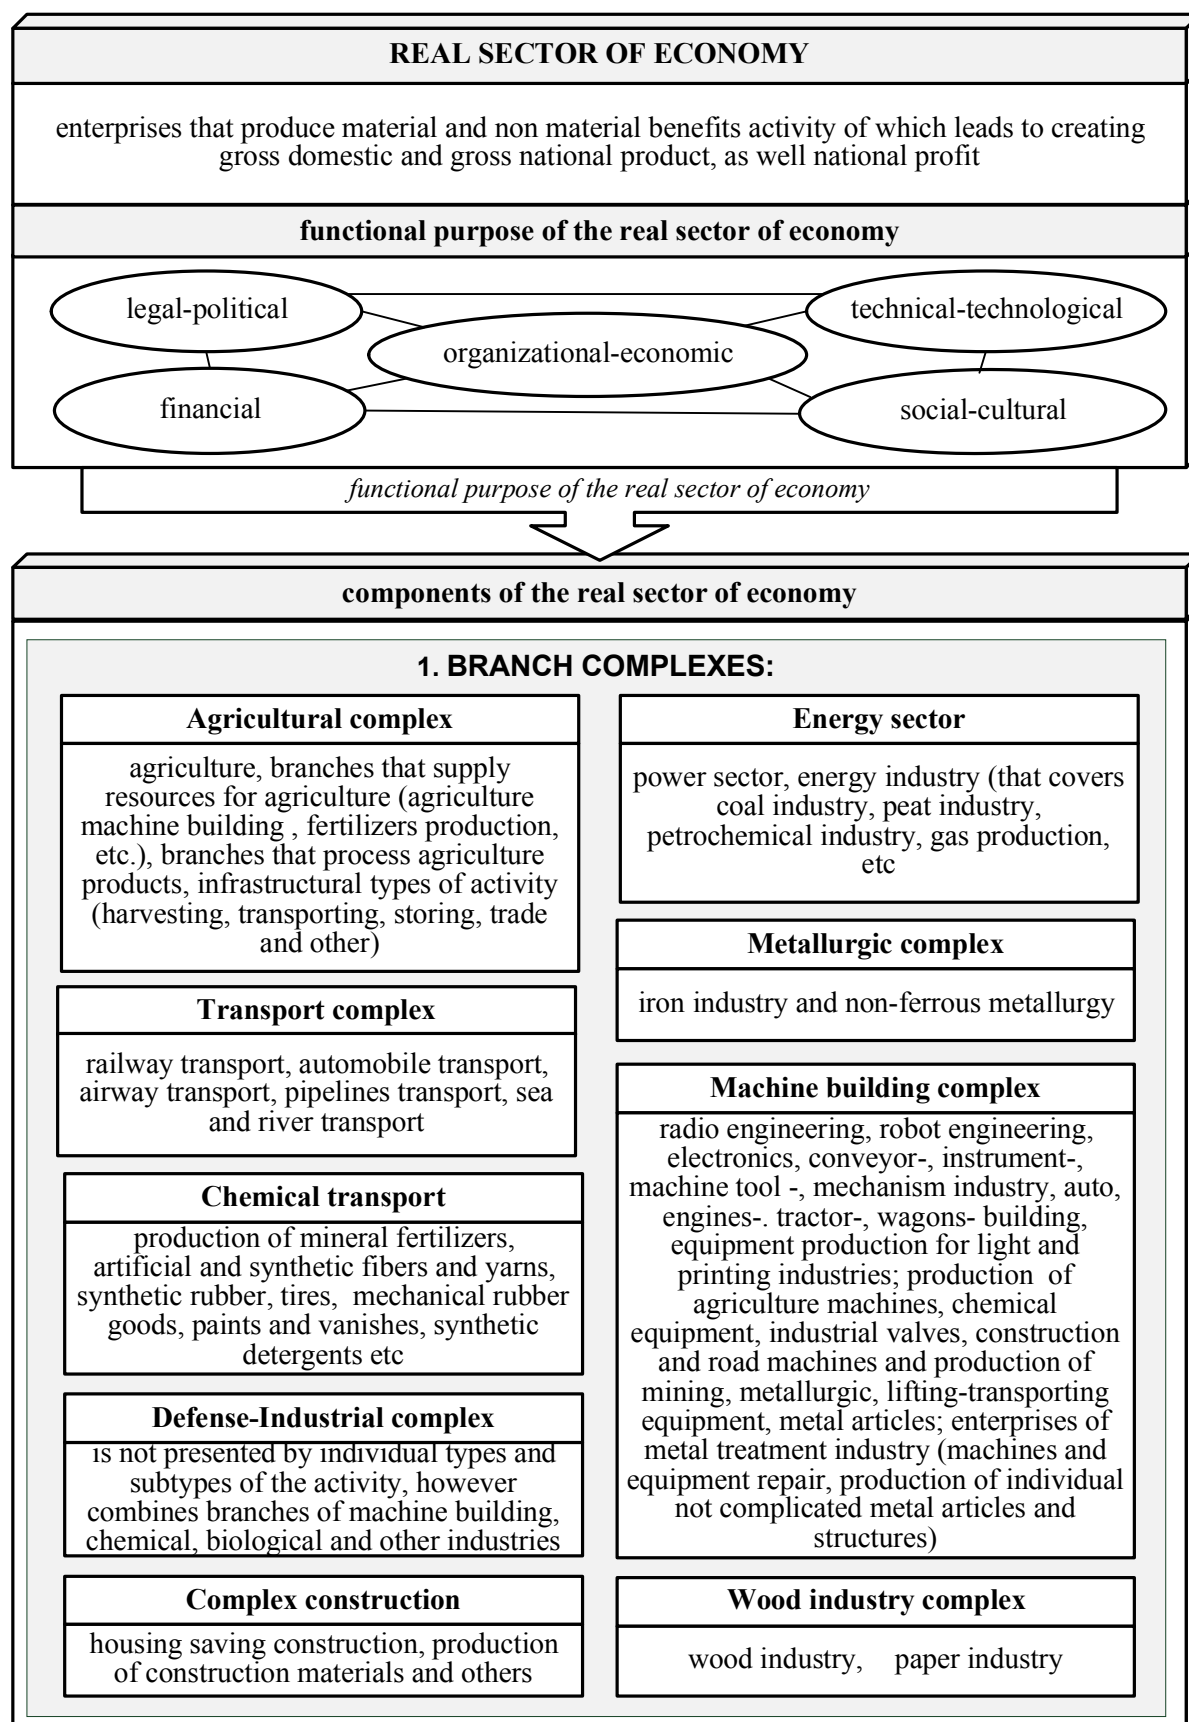 REAL SECTOR OF ECONOMY
enterprises that produce material and non material benefits activity of which leads to creating
gross domestic and gross national product, as well national profit
functional purpose of the real sector of economy
legal-political
technical-technological
organizational-economic
financial
social-cultural
functional purpose of the real sector of economy
components of the real sector of economy
1. BRANCH COMPLEXES:
Agricultural complex
agriculture, branches that supply
resources for agriculture (agriculture
machine building , fertilizers production,
etc.), branches that process agriculture
products, infrastructural types of activity
(harvesting, transporting, storing, trade
and other)
Transport complex
railway transport, automobile transport,
airway transport, pipelines transport, sea
and river transport
Chemical transport
production of mineral fertilizers,
artificial and synthetic fibers and yarns,
synthetic rubber, tires, mechanical rubber
goods, paints and vanishes, synthetic
detergents etc
Defense-Industrial complex
is not presented by individual types and
subtypes of the activity, however
combines branches of machine building,
chemical, biological and other industries
Complex construction
housing saving construction, production
of construction materials and others
Energy sector
power sector, energy industry (that covers
coal industry, peat industry,
petrochemical industry, gas production,
etc
Metallurgic complex
iron industry and non-ferrous metallurgy
Machine building complex
radio engineering, robot engineering,
electronics, conveyor-, instrument-,
machine tool -, mechanism industry, auto,
engines-. tractor-, wagons- building,
equipment production for light and
printing industries; production of
agriculture machines, chemical
equipment, industrial valves, construction
and road machines and production of
mining, metallurgic, lifting-transporting
equipment, metal articles; enterprises of
metal treatment industry (machines and
equipment repair, production of individual
not complicated metal articles and
structures)
Wood industry complex
wood industry, paper industry